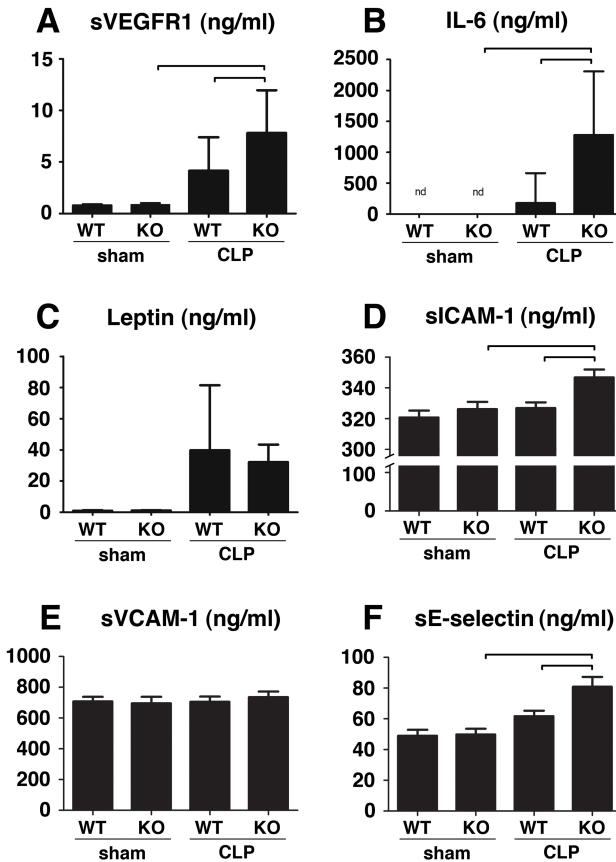 A sVEGFR1 (ng/ml)
15
10
5
0
WT KO WT KO
sham CLP
B IL-6 (ng/ml)
2500
2000
1500
1000
500
0
nd nd
WT KO WT KO
sham CLP
C Leptin (ng/ml)
100
80
60
40
20
0
WT KO WT KO
sham CLP
D sICAM-1 (ng/ml)
360
340
320
300
100
0
WT KO WT KO
sham CLP
E sVCAM-1 (ng/ml)
1000
800
600
400
200
0
WT KO WT KO
sham CLP
F sE-selectin (ng/ml)
100
80
60
40
20
0
WT KO WT KO
sham CLP